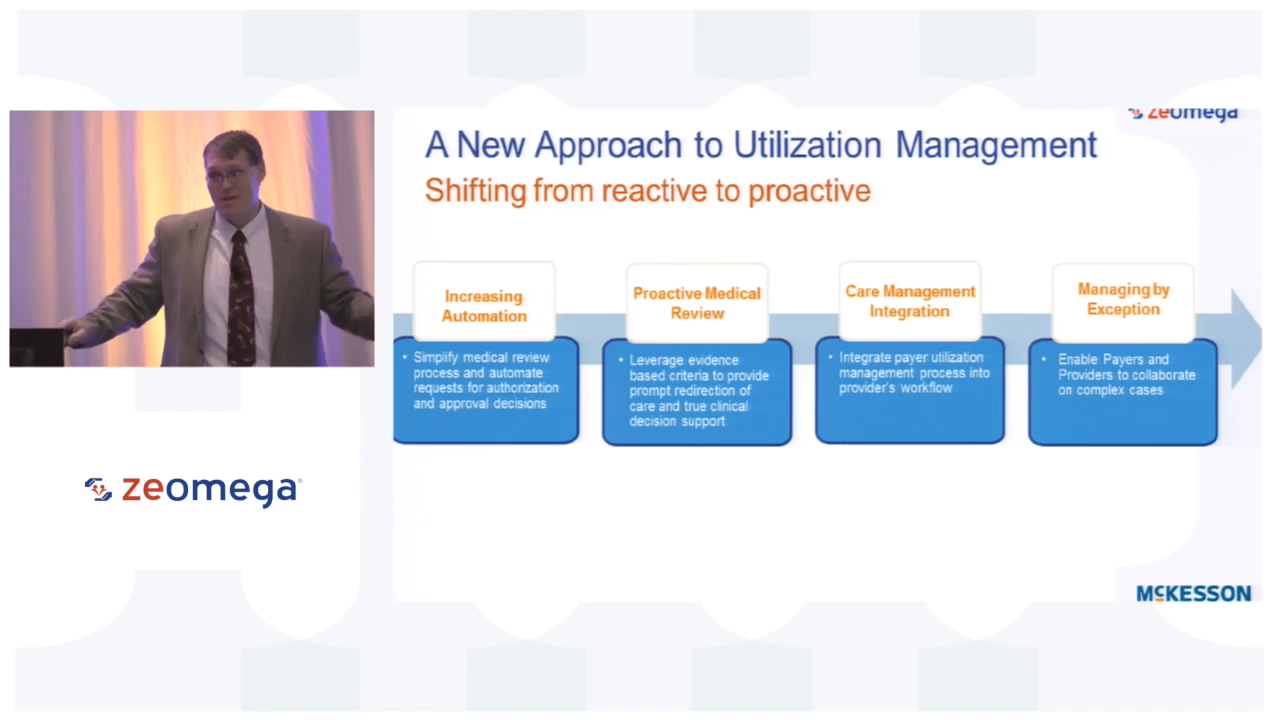 zeomega
A New Approach to Utilization Management
Shifting from reactive to proactive
Increasing
Automation
• Simplify medical review
process and automate
requests for authorization
and approval decisions
Proactive Medical
Review
• Leverage evidence
based criteria to provide
prompt redirection of
care and true clinical
decision support
Care Management
Integration
• Integrate payer utilization
management process into
provider's workflow
Managing by
Exception
• Enable Payers and
Providers to collaborate
on complex cases
zeomega®
MCKESSON